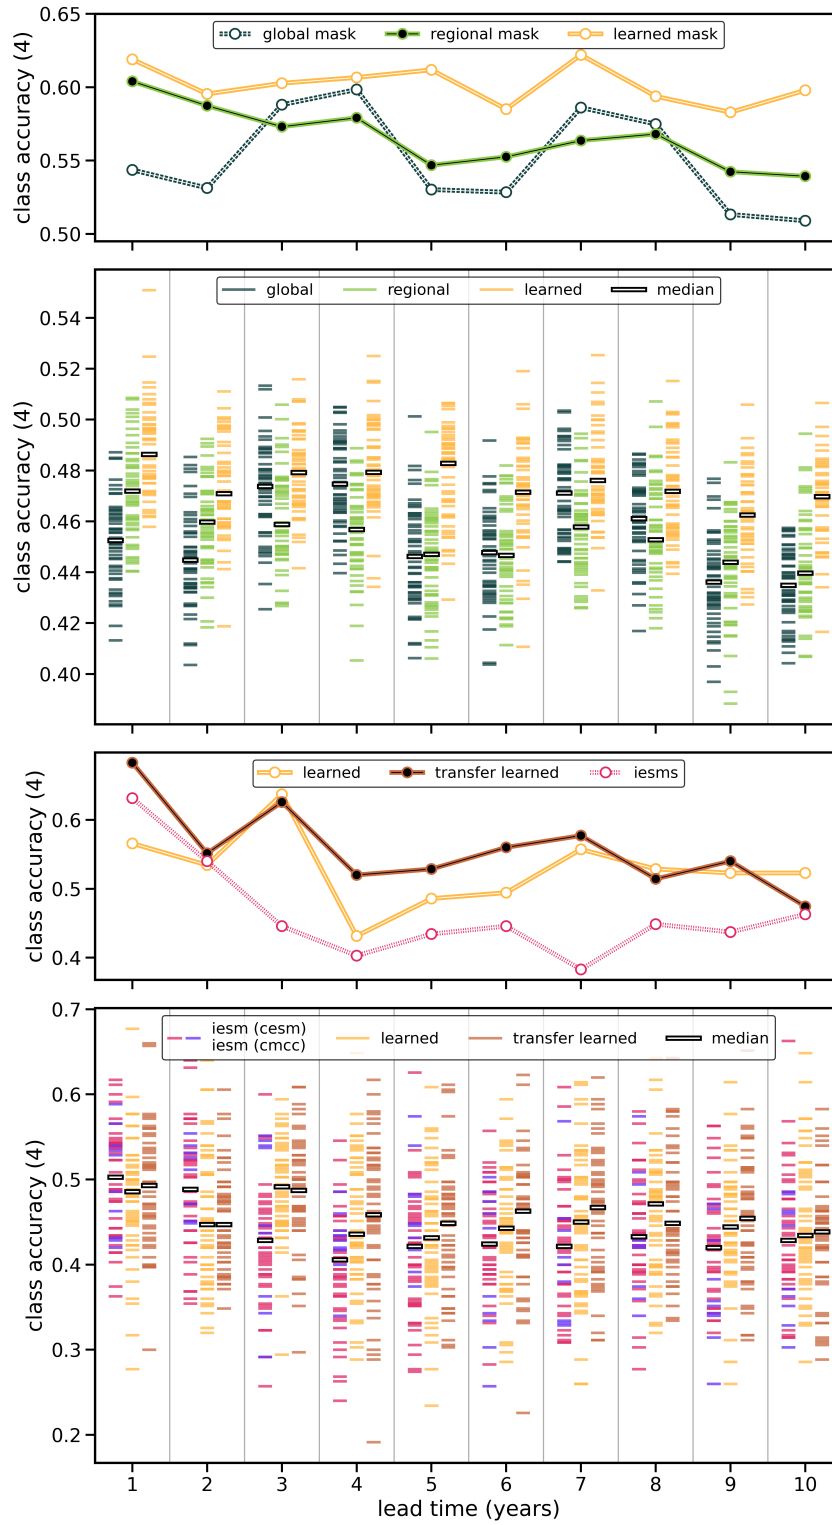 0.65
global mask regional mask learned mask
0.60
0.55
0.50
class accuracy (4)
global regional learned median
0.54
0.52
0.50
0.48
0.46
0.44
0.42
0.40
class accuracy (4)
learned transfer learned iesms
0.6
0.5
0.4
class accuracy (4)
0.7
iesm (cesm)
iesm (cmcc)
learned transfer learned median
0.6
0.5
0.4
0.3
0.2
class accuracy (4)
1 2 3 4 5 6 7 8 9 10
lead time (years)